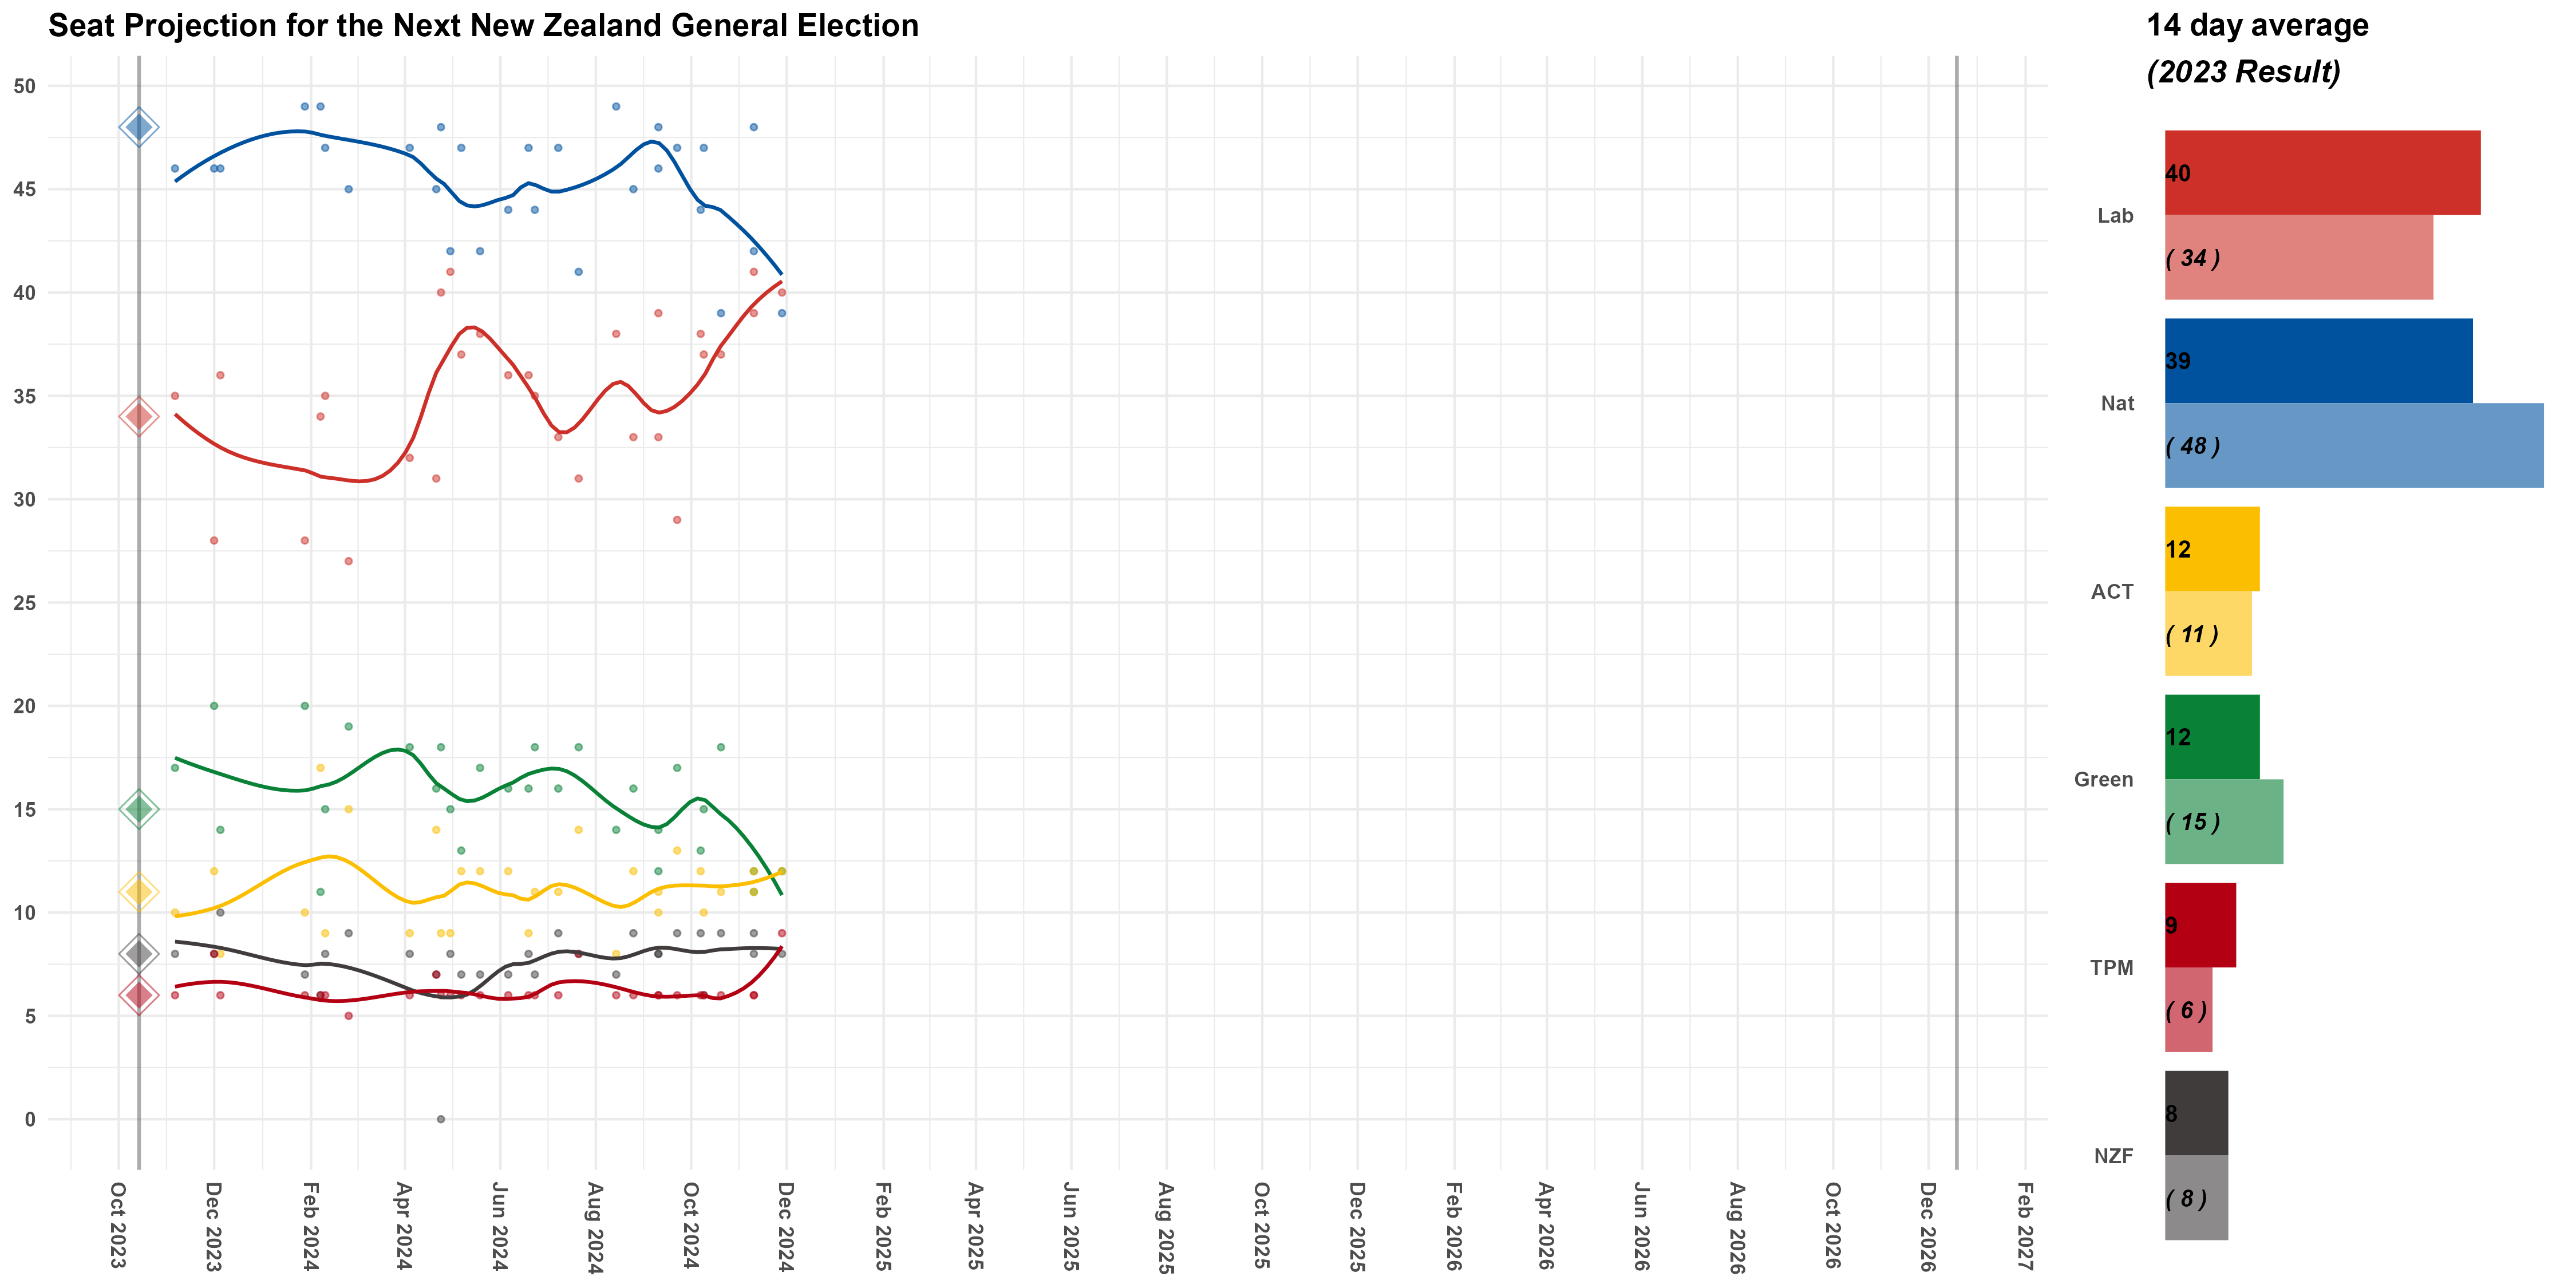 Seat Projection for the Next New Zealand General Election
14 day average
(2023 Result)
50
45
40
35
30
25
20
15
10
5
0
Oct 2023
Dec 2023
Feb 2024
Apr 2024
Jun 2024
Aug 2024
Oct 2024
Dec 2024
Feb 2025
Apr 2025
Jun 2025
Aug 2025
Oct 2025
Dec 2025
Feb 2026
Apr 2026
Jun 2026
Aug 2026
Oct 2026
Dec 2026
Feb 2027
Lab
40
( 34 )
Nat
39
( 48 )
ACT
12
( 11 )
Green
12
( 15 )
TPM
9
( 6 )
NZF
8
( 8 )